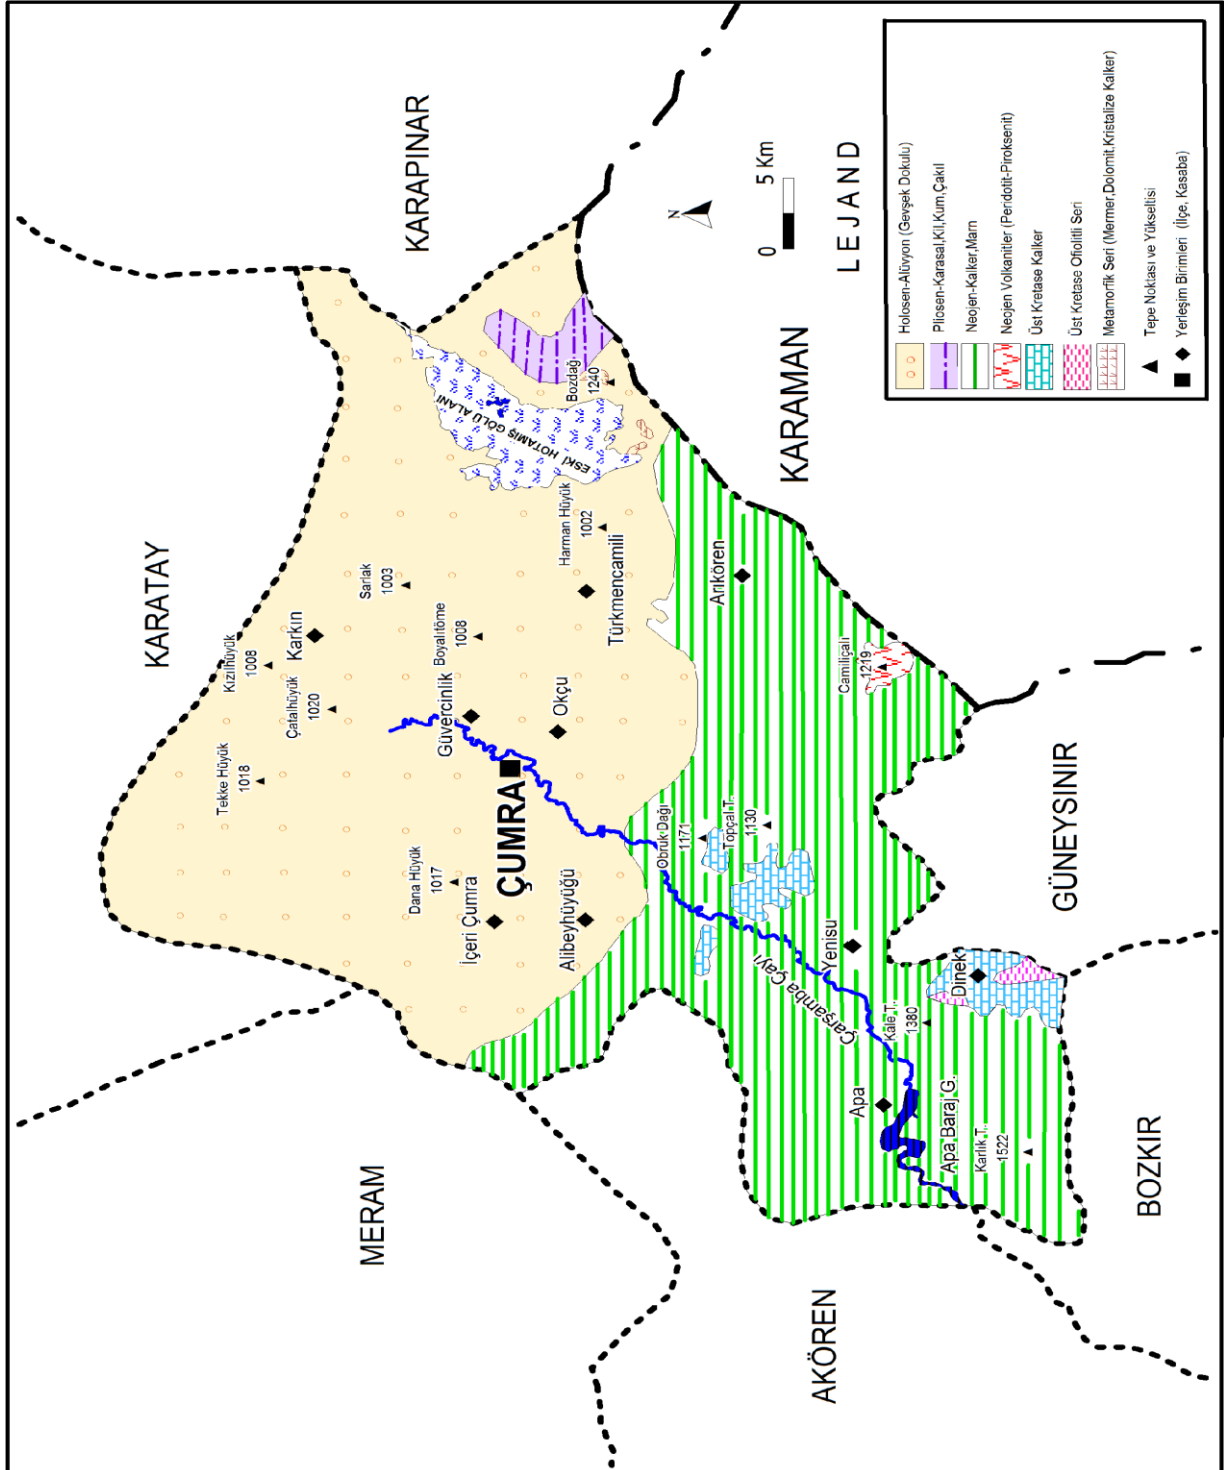 KARATAY
KARAPINAR
MERAM
AKÖREN
BOZKIR
GÜNEYSINIR
KARAMAN
Tekke Hüyük
1018
Kızılhüyük
1008
Çatalhüyük
1020
Karkın
Sarlak
1003
Boyalıtöme
1008
Güvercinlik
Okçu
ÇUMRA
Dana Hüyük
1017
İçeri Çumra
Alibeyhüyüğü
Harman Hüyük
1002
Türkmencamili
ESKİ HOTAMIŞ GÖLÜ ALANI
Bozdağ
1240
Arıkören
Camiliçalı
1219
Obruk Dağı
1171
Topçal T.
1130
Çarşamba Çayı
Yenisu
Dinek
Kale T.
1380
Apa
Apa Baraj G.
Karlık T.
1522
N
0 5 Km
LEJAND
Holosen-Alüvyon (Gevşek Dokulu)
Pliosen-Karasal,Kil,Kum,Çakıl
Neojen-Kalker,Marn
Neojen Volkanitler (Peridotit-Piroksenit)
Üst Kretase Kalker
Üst Kretase Ofiolitli Seri
Metamorfik Seri (Mermer,Dolomit,Kristalize Kalker)
Tepe Noktası ve Yükseltisi
Yerleşim Birimleri (İlçe, Kasaba)